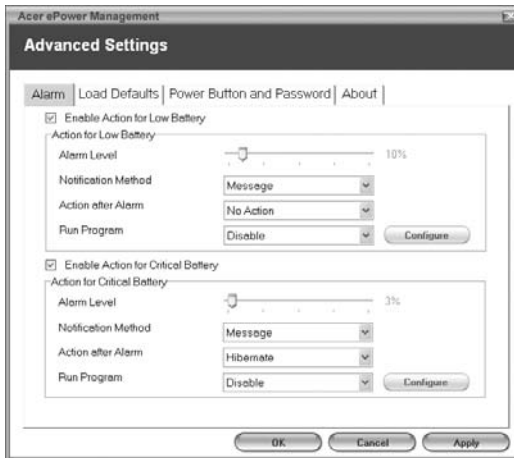 Acer ePower Management
Advanced Settings
Alarm Load Defaults Power Button and Password About
Enable Action for Low Battery
Action for Low Battery
Alarm Level 10%
Notification Method Message
Action after Alarm No Action
Run Program Disable Configure
Enable Action for Critical Battery
Action for Critical Battery
Alarm Level 3%
Notification Method Message
Action after Alarm Hibernate
Run Program Disable Configure
OK Cancel Apply